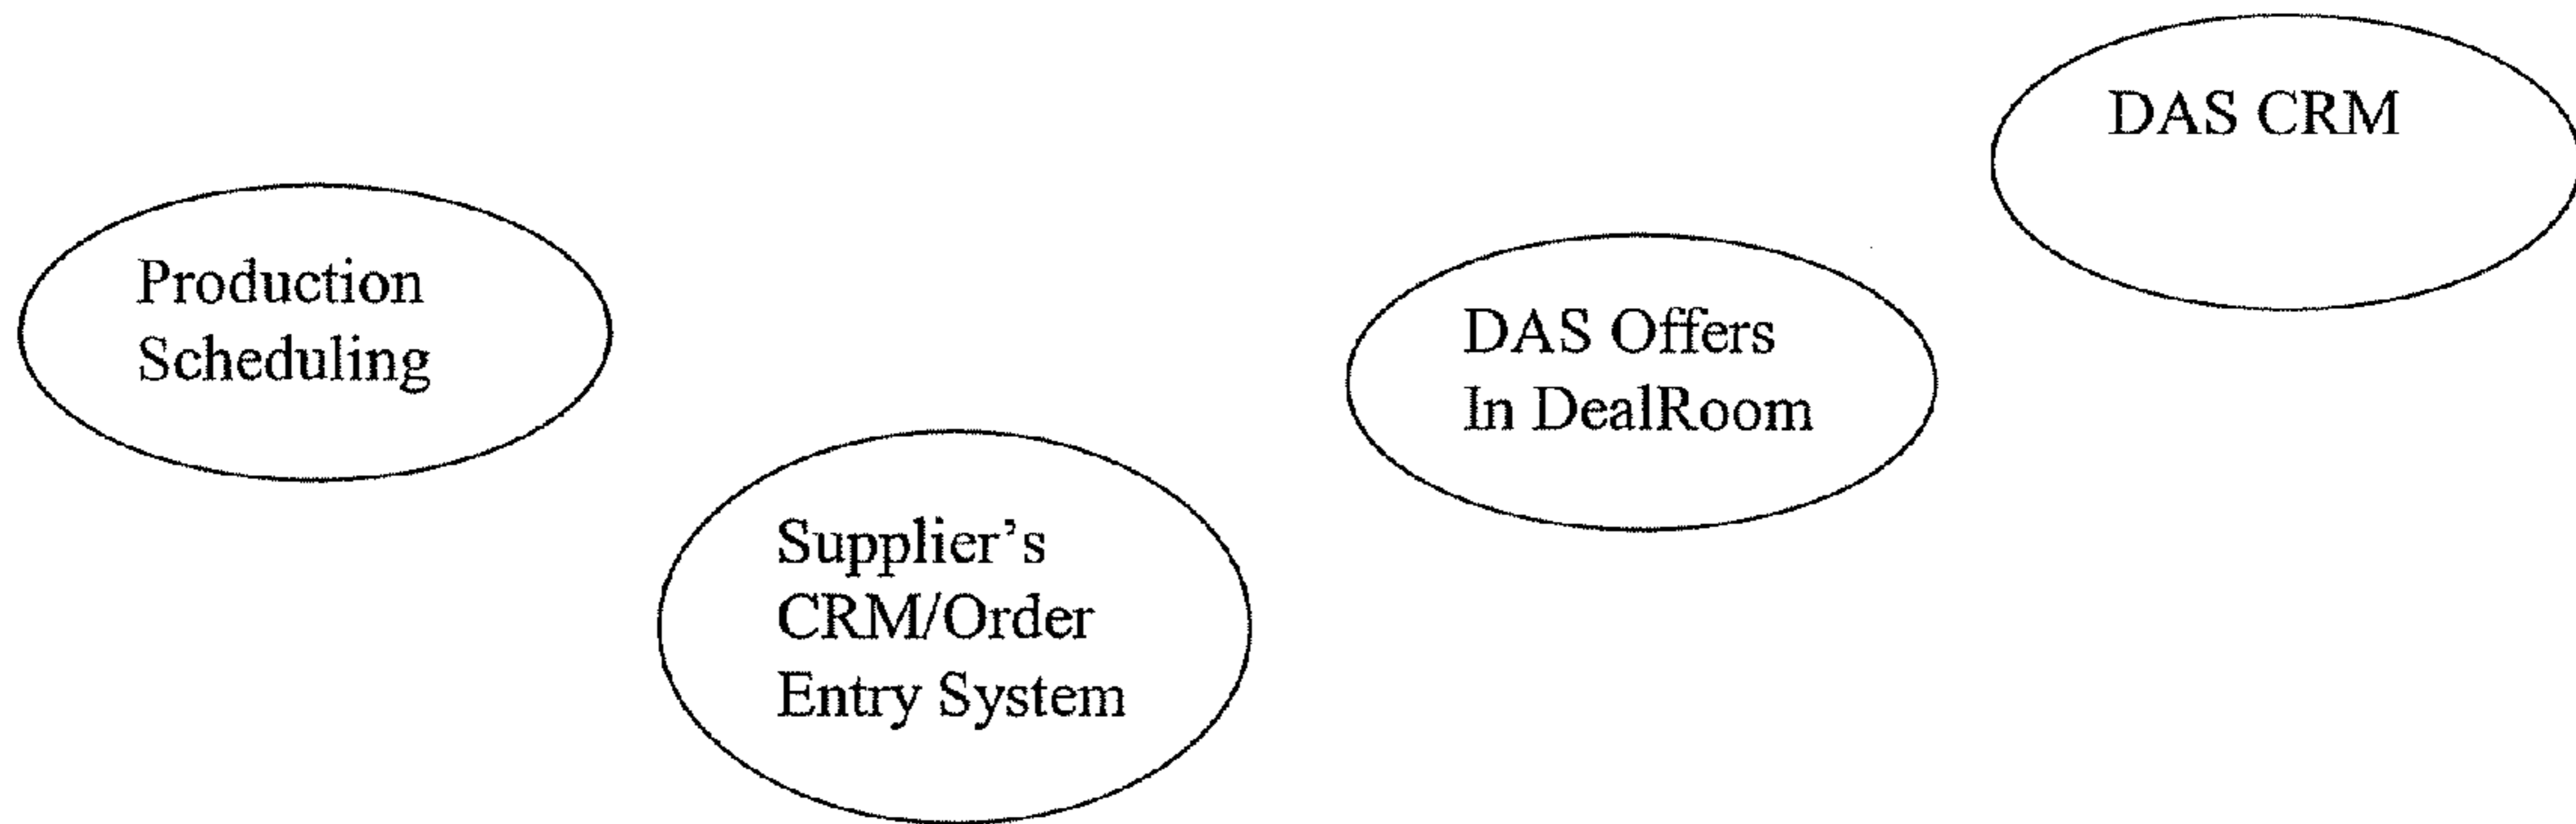 Production
Scheduling
Supplier’s
CRM/Order
Entry System
DAS Offers
In DealRoom
DAS CRM